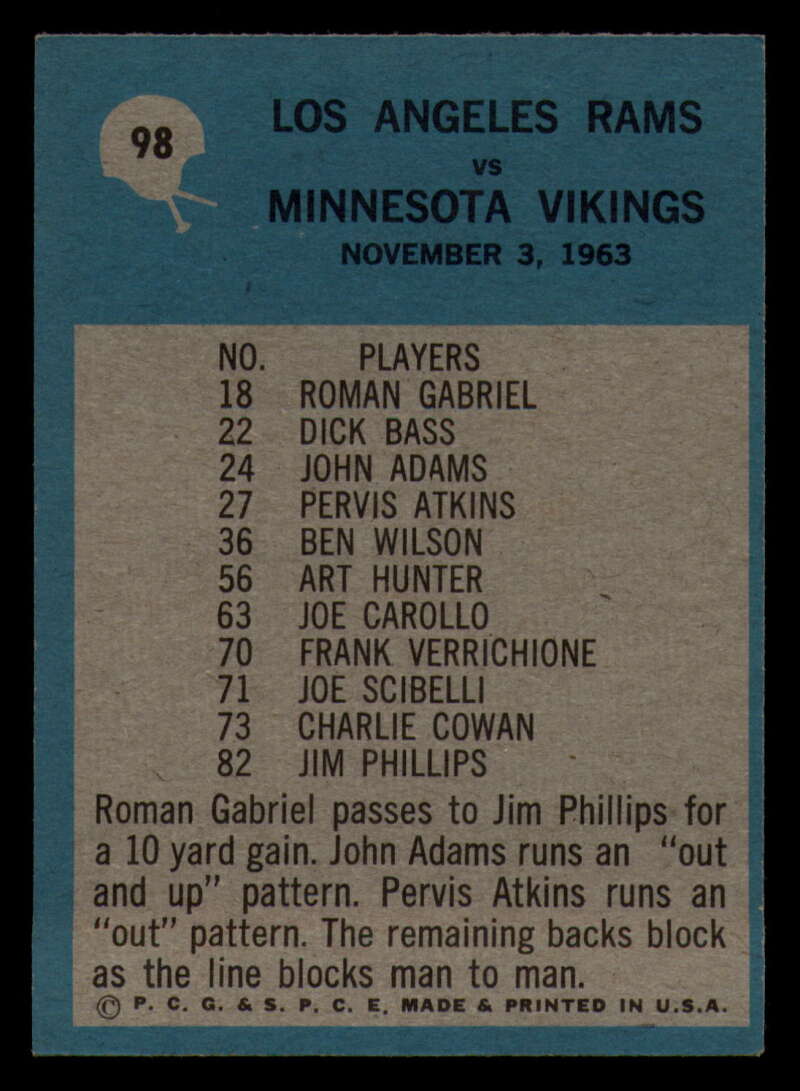 98
LOS ANGELES RAMS
VS
MINNESOTA VIKINGS
NOVEMBER 3, 1963
NO. PLAYERS
18 ROMAN GABRIEL
22 DICK BASS
24 JOHN ADAMS
27 PERVIS ATKINS
36 BEN WILSON
56 ART HUNTER
63 JOE CAROLLO
70 FRANK VERRICHIONE
71 JOE SCIBELLI
73 CHARLIE COWAN
82 JIM PHILLIPS
Roman Gabriel passes to Jim Phillips for
a 10 yard gain. John Adams runs an "out
and up" pattern. Pervis Atkins runs an
"out" pattern. The remaining backs block
as the line blocks man to man.
© P. C. G. & S. P. C. E. MADE & PRINTED IN U.S.A.